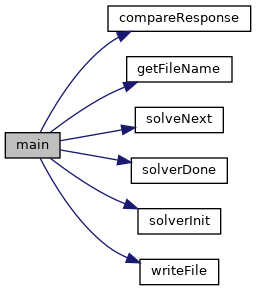 compareResponse
getFileName
solveNext
main
solverDone
solverInit
writeFile